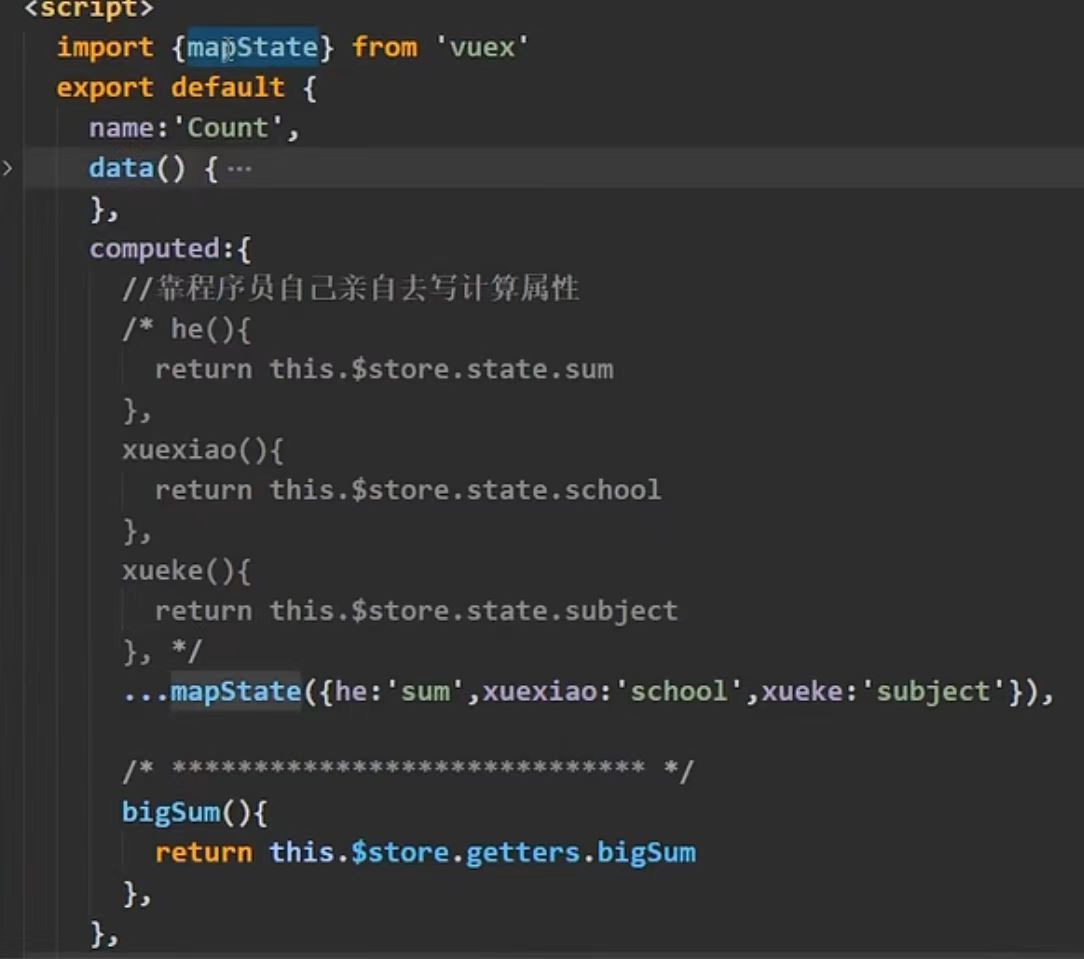 <script>
import {mapState} from 'vuex'
export default {
name:'Count',
data() { ···
},
computed:{
//靠程序员自己亲自去写计算属性
/* he(){
return this.$store.state.sum
},
xuexiao(){
return this.$store.state.school
},
xueke(){
return this.$store.state.subject
}, */
...mapState({he:'sum',xuexiao:'school',xueke:'subject'}),
/* ***************************** */
bigSum(){
return this.$store.getters.bigSum
},
},